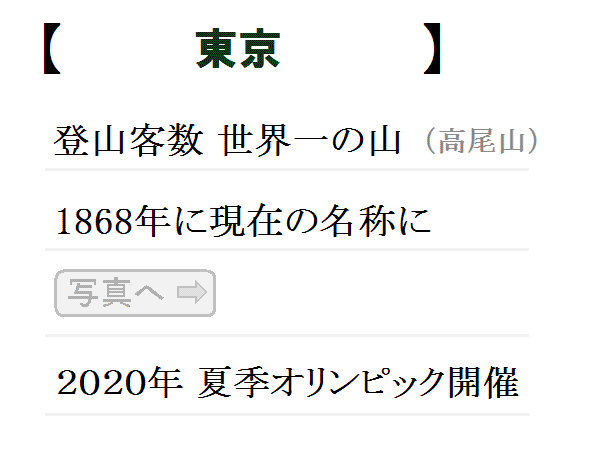 【 東京 】
登山客数 世界一の山 （高尾山）
1868年に現在の名称に
写真へ ⇨
2020年 夏季オリンピック開催